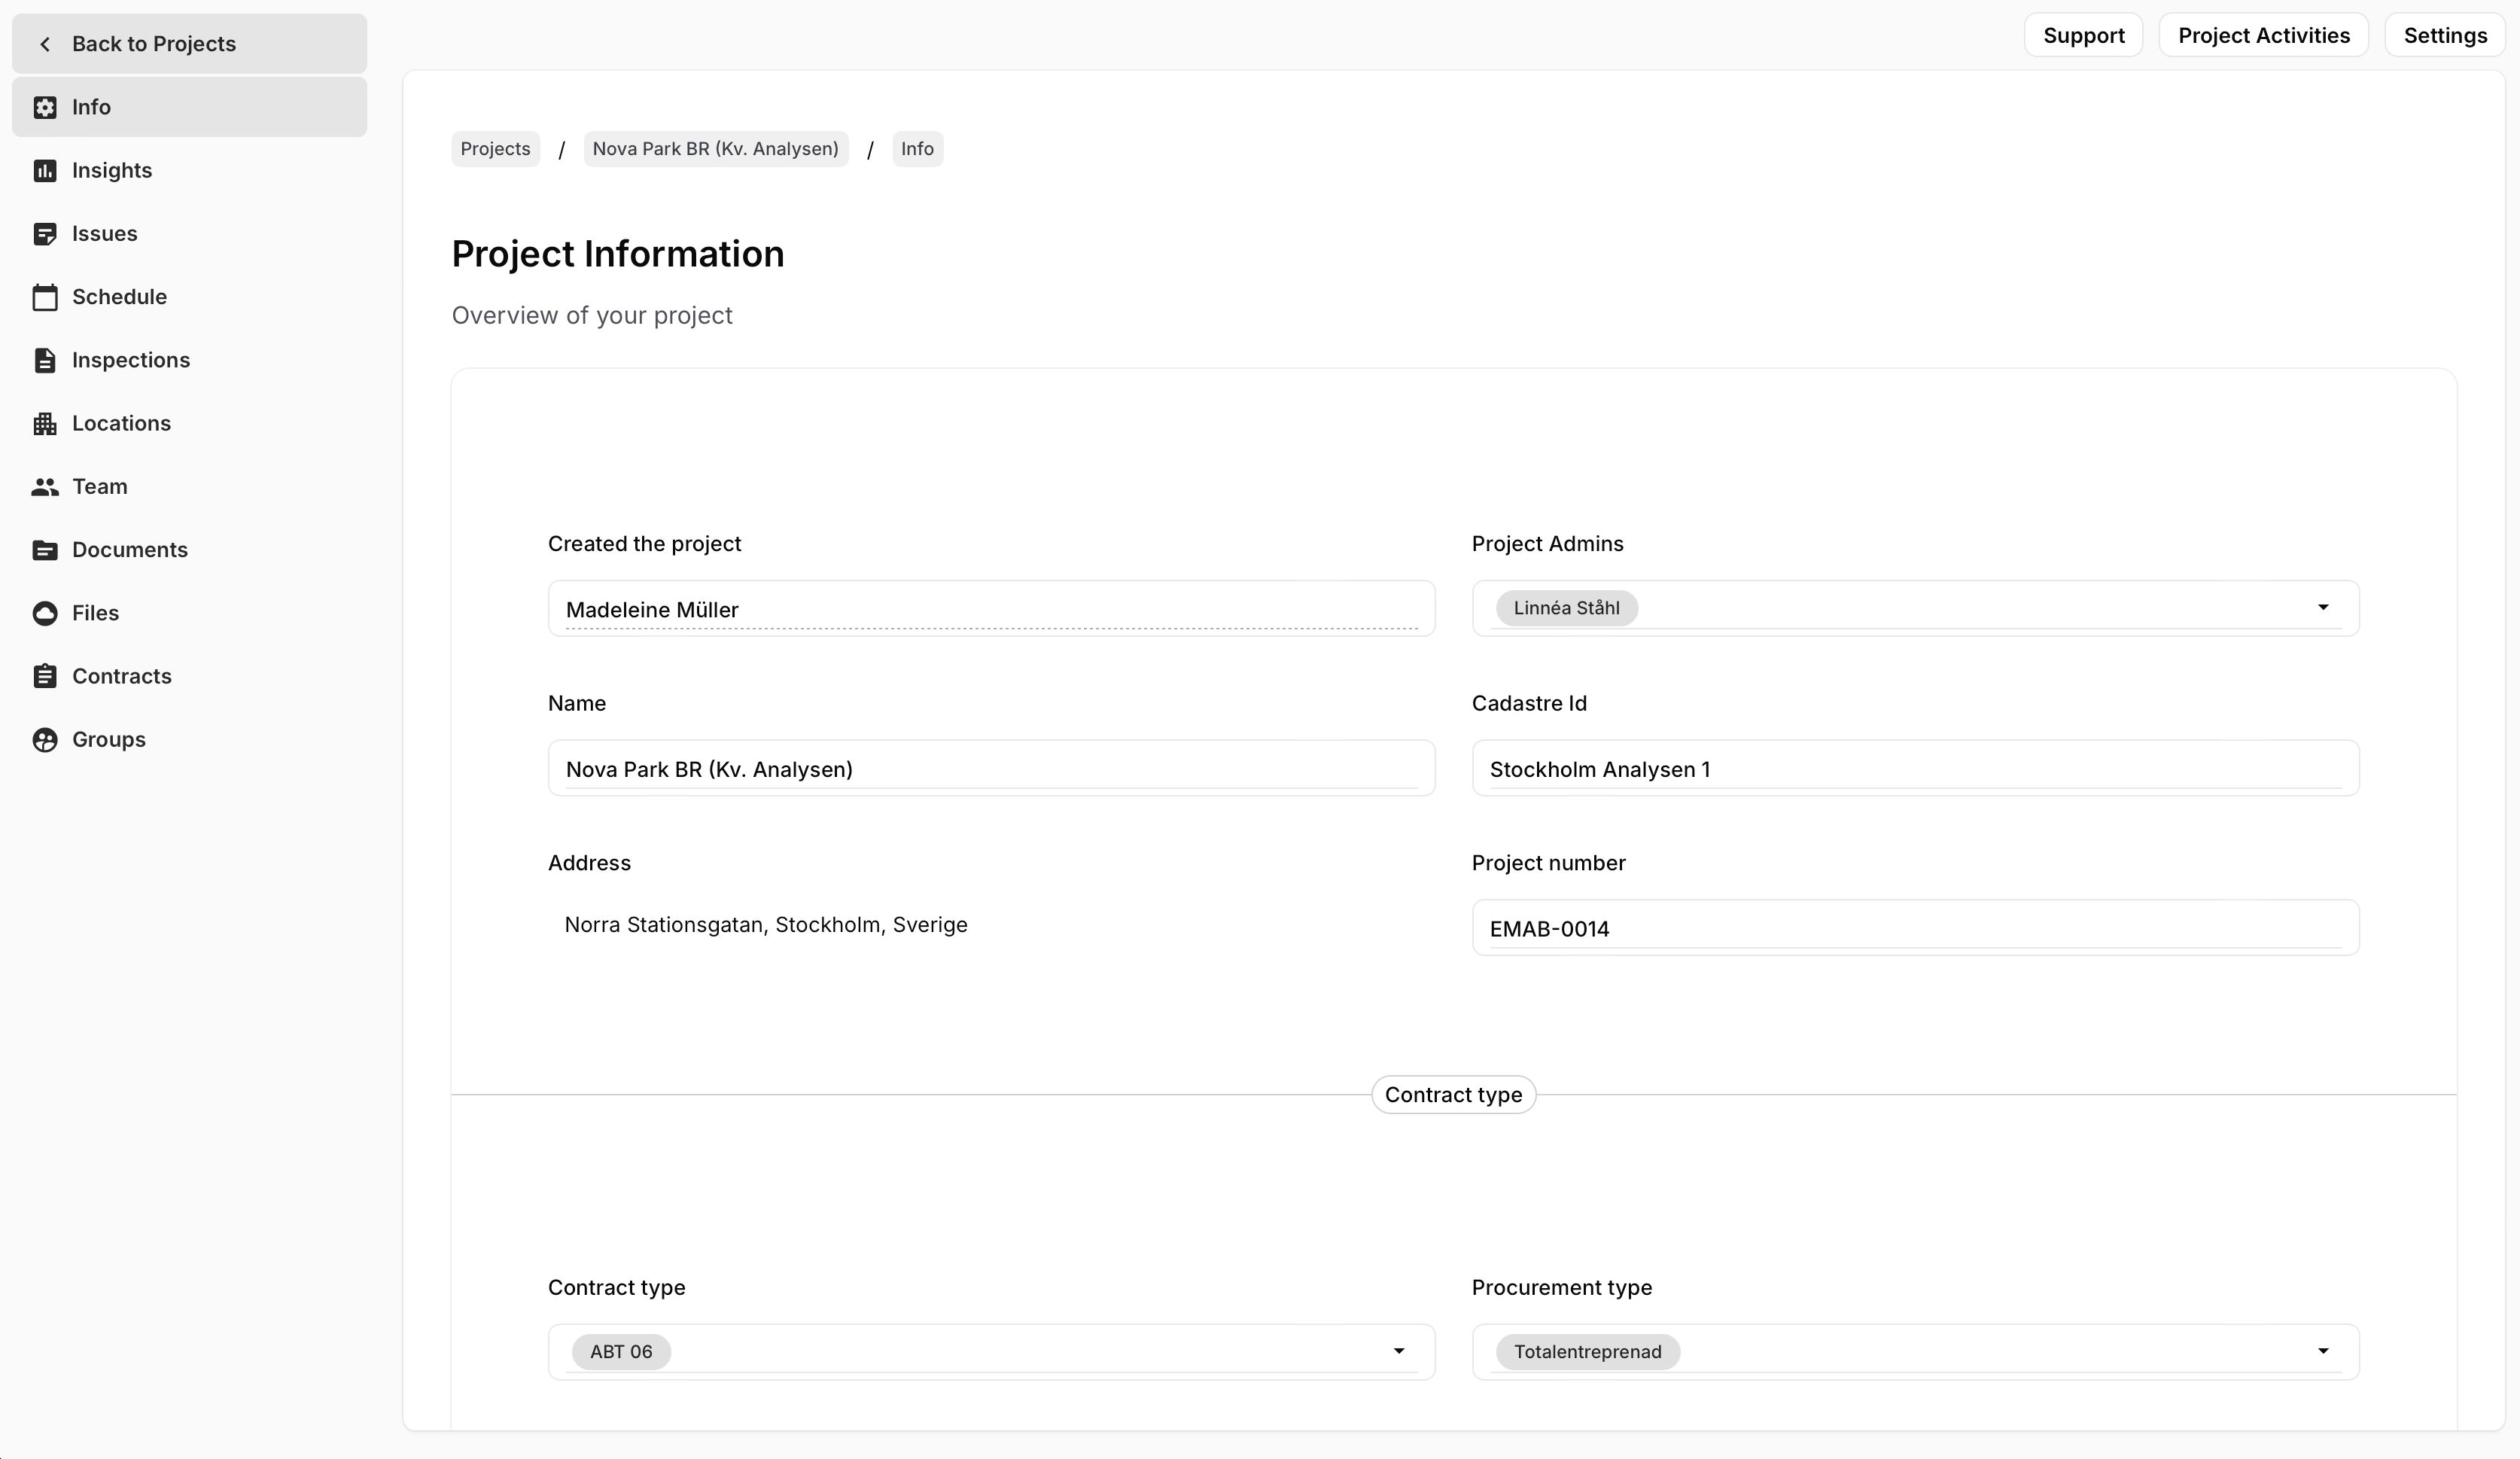 Back to Projects
Info
Insights
Issues
Schedule
Inspections
Locations
Team
Documents
Files
Contracts
Groups
Support Project Activities Settings
Projects / Nova Park BR (Kv. Analysen) / Info
Project Information
Overview of your project
Created the project
Madeleine Müller
Project Admins
Linnéa Ståhl
Name
Nova Park BR (Kv. Analysen)
Cadastre Id
Stockholm Analysen 1
Address
Norra Stationsgatan, Stockholm, Sverige
Project number
EMAB-0014
Contract type
Contract type
ABT 06
Procurement type
Totalentreprenad